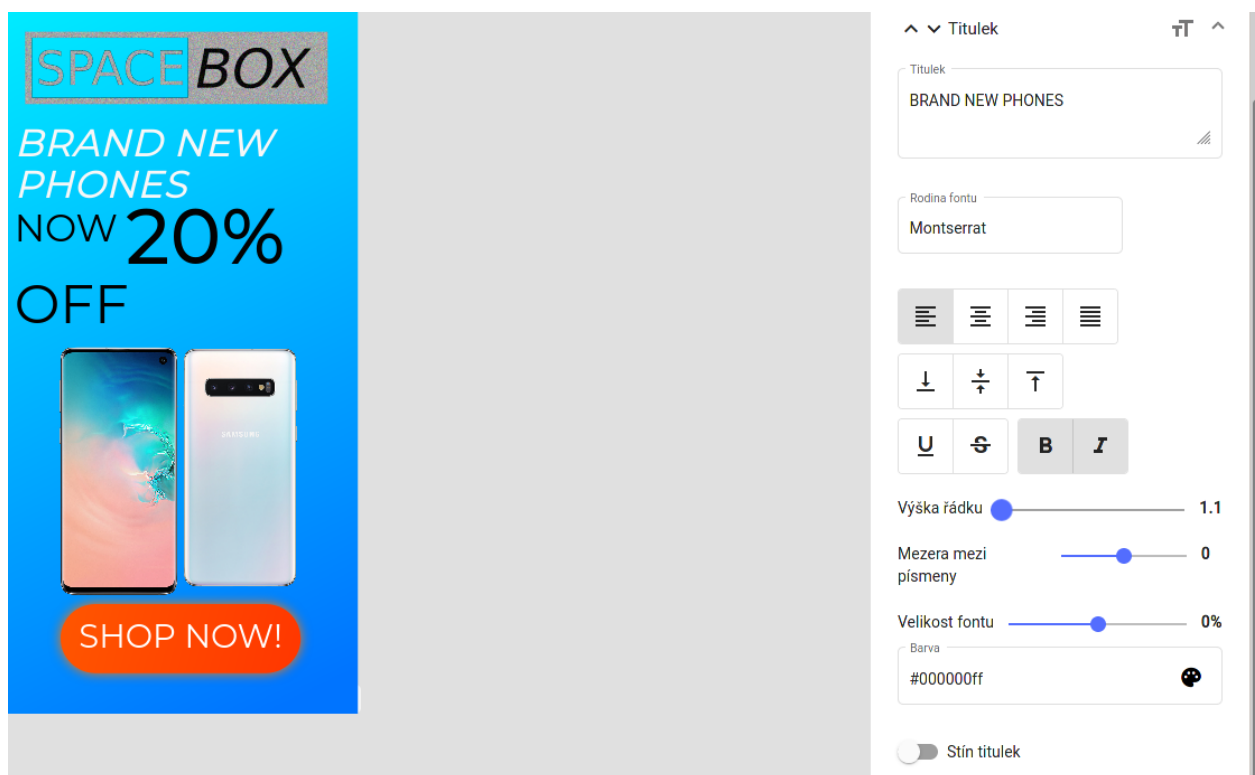 SPACE BOX
BRAND NEW
PHONES
NOW 20%
OFF
SAMSUNG
SHOP NOW!
Titulek
Titulek
BRAND NEW PHONES
Rodina fontu
Montserrat
U S B I
Výška řádku 1.1
Mezera mezi 0
písmeny
Velikost fontu 0%
Barva
#000000ff
Stín titulek